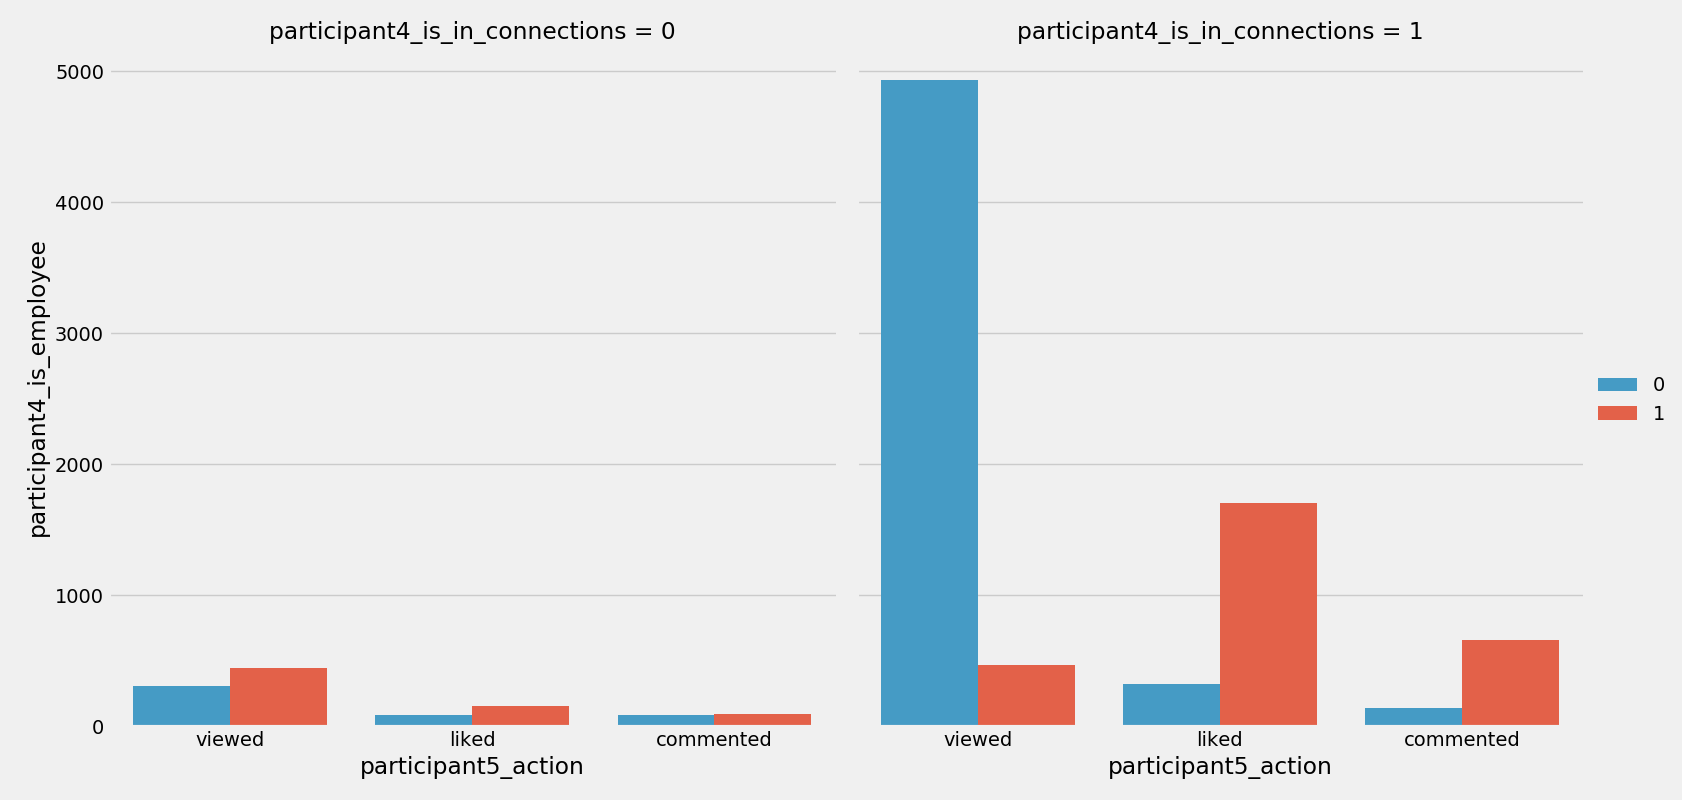 participant4_is_in_connections = 0
participant4_is_in_connections = 1
participant4_is_employee
5000
4000
3000
2000
1000
0
viewed
liked
commented
participant5_action
viewed
liked
commented
participant5_action
0
1